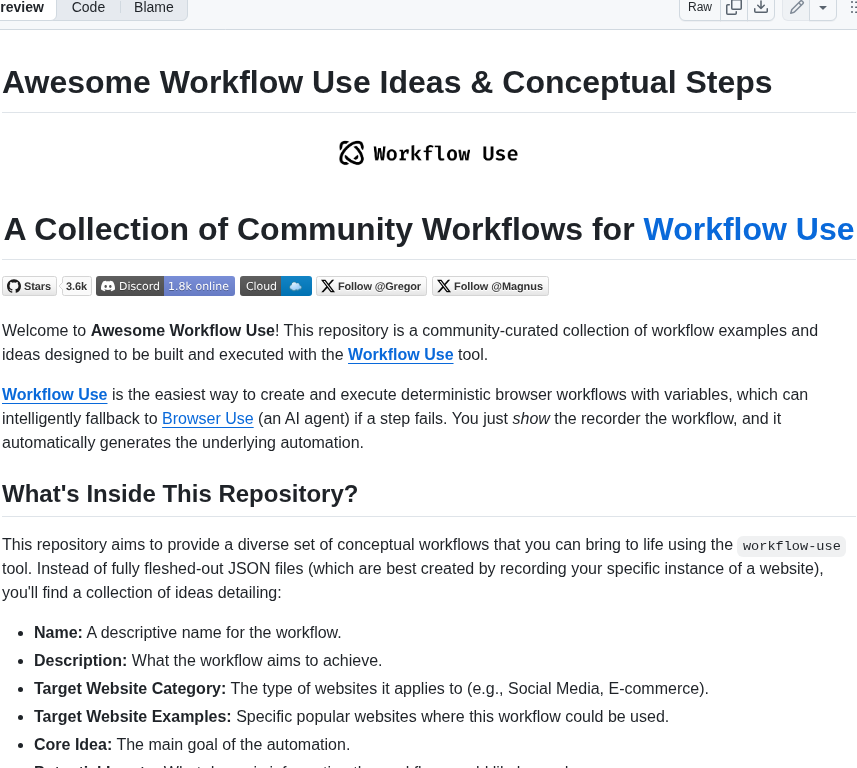 review Code Blame Raw
Awesome Workflow Use Ideas & Conceptual Steps
Workflow Use
A Collection of Community Workflows for Workflow Use
Stars 3.6k Discord 1.8k online Cloud Follow @Gregor Follow @Magnus
Welcome to Awesome Workflow Use! This repository is a community-curated collection of workflow examples and
ideas designed to be built and executed with the Workflow Use tool.
Workflow Use is the easiest way to create and execute deterministic browser workflows with variables, which can
intelligently fallback to Browser Use (an AI agent) if a step fails. You just show the recorder the workflow, and it
automatically generates the underlying automation.
What's Inside This Repository?
This repository aims to provide a diverse set of conceptual workflows that you can bring to life using the workflow-use
tool. Instead of fully fleshed-out JSON files (which are best created by recording your specific instance of a website),
you'll find a collection of ideas detailing:
Name: A descriptive name for the workflow.
Description: What the workflow aims to achieve.
Target Website Category: The type of websites it applies to (e.g., Social Media, E-commerce).
Target Website Examples: Specific popular websites where this workflow could be used.
Core Idea: The main goal of the automation.